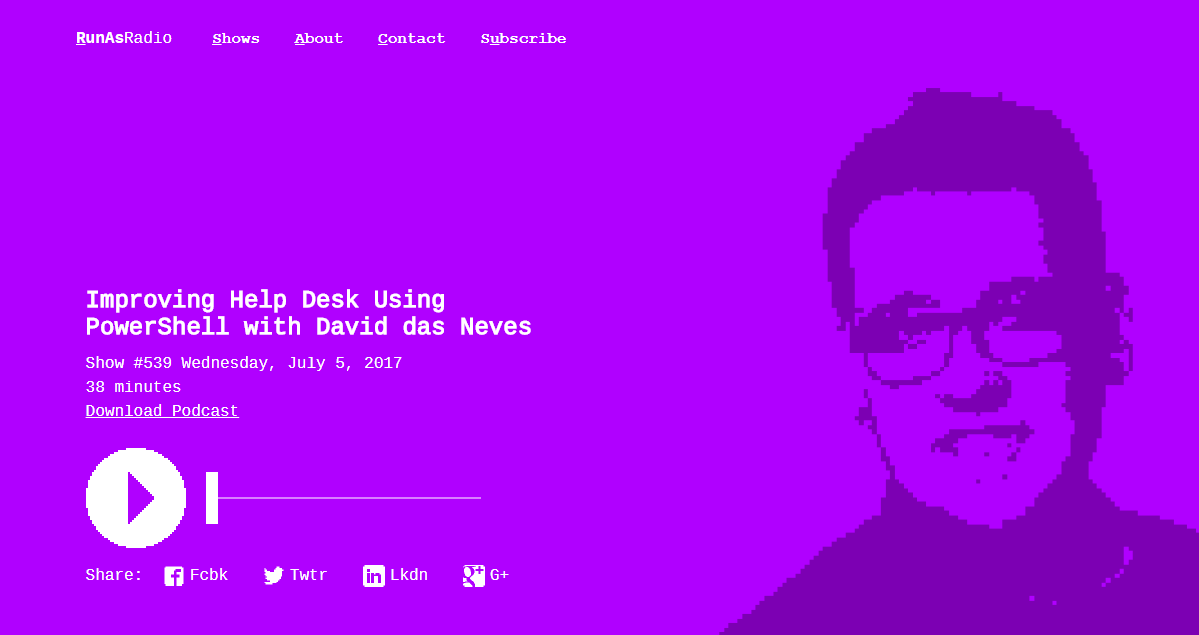 RunAsRadio Shows About Contact Subscribe
Improving Help Desk Using
PowerShell with David das Neves
Show #539 Wednesday, July 5, 2017
38 minutes
Download Podcast
Share: Fcbk Twtr Lkdn G+